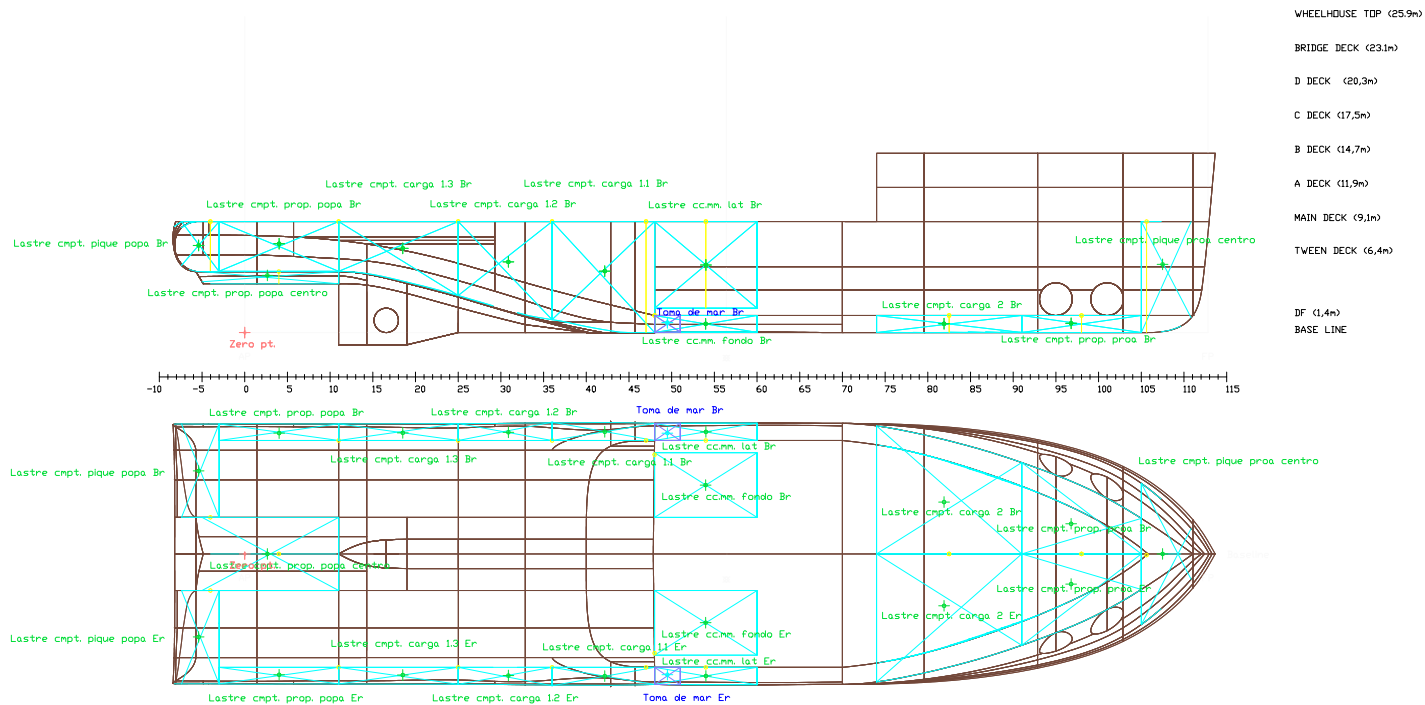 WHEELHOUSE TOP (25.9m)
BRIDGE DECK (23.1m)
D DECK (20,3m)
C DECK (17,5m)
B DECK (14,7m)
A DECK (11,9m)
MAIN DECK (9,1m)
TWEEN DECK (6,4m)
DF (1,4m)
BASE LINE
Lastre cmpt. carga 1.3 Br
Lastre cmpt. carga 1.1 Br
Lastre cmpt. prop. popa Br
Lastre cmpt. carga 1.2 Br
Lastre cc.mm. lat Br
Lastre cmpt. pique popa Br
Lastre cmpt. pique proa centro
Lastre cmpt. prop. popa centro
Lastre cmpt. carga 2 Br
Toma de mar Br
Zero pt.
Lastre cc.mm. fondo Br
Lastre cmpt. prop. proa Br
-10 -5 0 5 10 15 20 25 30 35 40 45 50 55 60 65 70 75 80 85 90 95 100 105 110 115
Lastre cmpt. prop. popa Br
Lastre cmpt. carga 1.2 Br
Toma de mar Br
Lastre cc.mm. lat Br
Lastre cmpt. carga 1.3 Br
Lastre cmpt. carga 1.1 Br
Lastre cmpt. pique proa centro
Lastre cmpt. pique popa Br
Lastre cc.mm. fondo Br
Lastre cmpt. carga 2 Br
Lastre cmpt. prop. proa Br
Lastre cmpt. prop. popa centro
Zero pt.
Lastre cmpt. prop. proa Er
Lastre cmpt. carga 2 Er
Lastre cmpt. pique popa Er
Lastre cc.mm. fondo Er
Lastre cmpt. carga 1.3 Er
Lastre cmpt. carga 1.1 Er
Lastre cc.mm. lat Er
Lastre cmpt. prop. popa Er
Lastre cmpt. carga 1.2 Er
Toma de mar Er